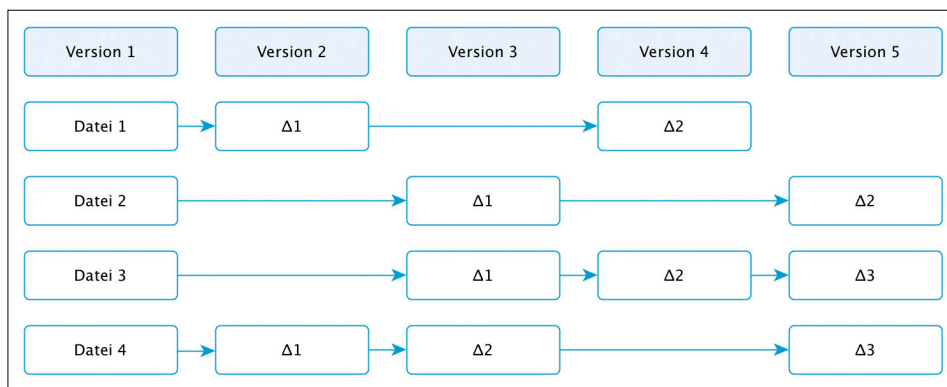 Version 1 Version 2 Version 3 Version 4 Version 5
Datei 1 Δ1 Δ2
Datei 2 Δ1 Δ2
Datei 3 Δ1 Δ2 Δ3
Datei 4 Δ1 Δ2 Δ3